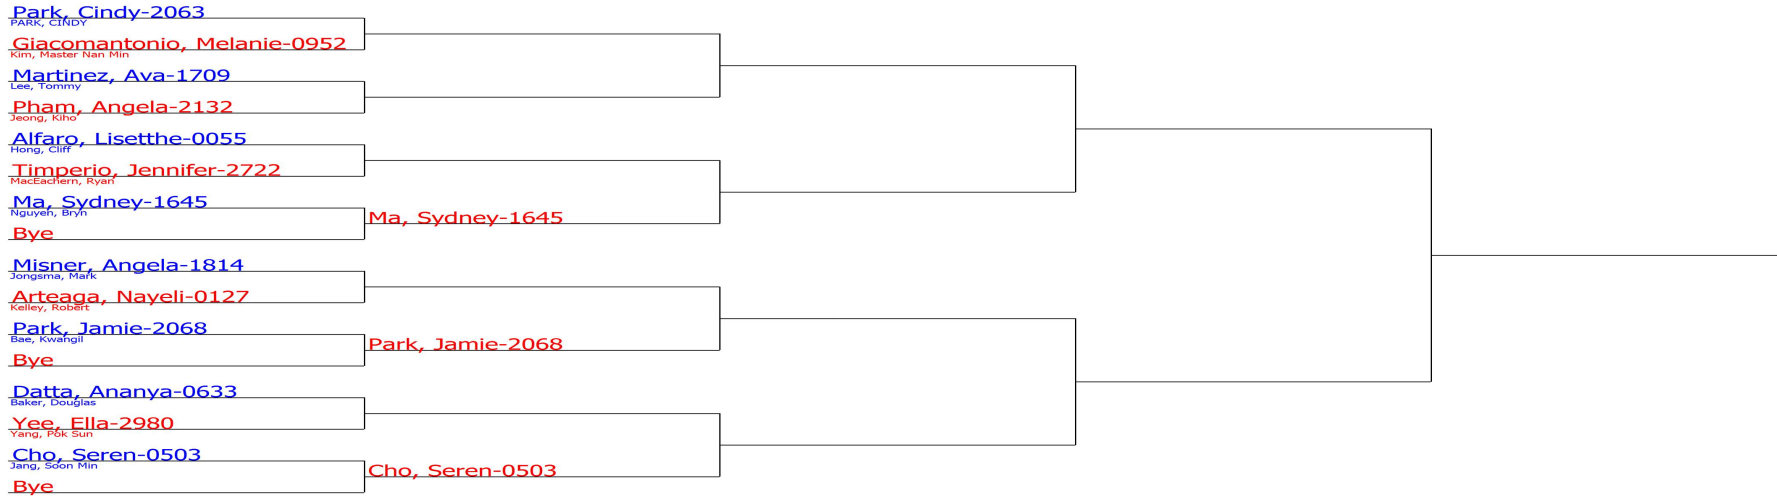 Park, Cindy-2063
PARK, CINDY
Giacomantonio, Melanie-0952
Kim, Master Nan Min
Martinez, Ava-1709
Lee, Tommy
Pham, Angela-2132
Jeong, Kiho
Alfaro, Lisetthe-0055
Hong, Cliff
Timperio, Jennifer-2722
MacEachern, Ryan
Ma, Sydney-1645
Nguyen, Bryn
Ma, Sydney-1645
Bye
Misner, Angela-1814
Jongsma, Mark
Arteaga, Nayeli-0127
Kelley, Robert
Park, Jamie-2068
Bae, Kwangil
Park, Jamie-2068
Bye
Datta, Ananya-0633
Baker, Douglas
Yee, Ella-2980
Yang, Pok Sun
Cho, Seren-0503
Jang, Soon Min
Cho, Seren-0503
Bye